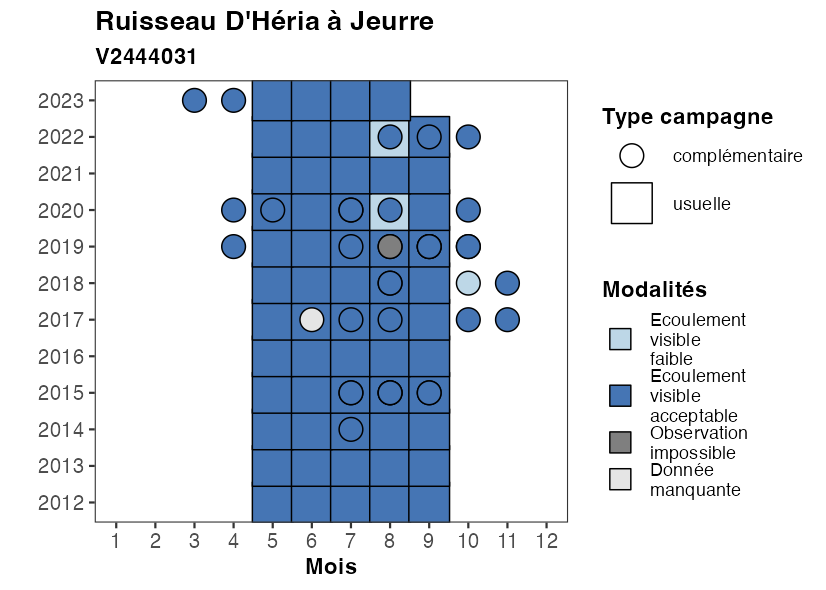 Ruisseau D'Héria à Jeurre
V2444031
2023
2022
2021
2020
2019
2018
2017
2016
2015
2014
2013
2012
1 2 3 4 5 6 7 8 9 10 11 12
Mois
Type campagne
complémentaire
usuelle
Modalités
Ecoulement
visible
faible
Ecoulement
visible
acceptable
Observation
impossible
Donnée
manquante